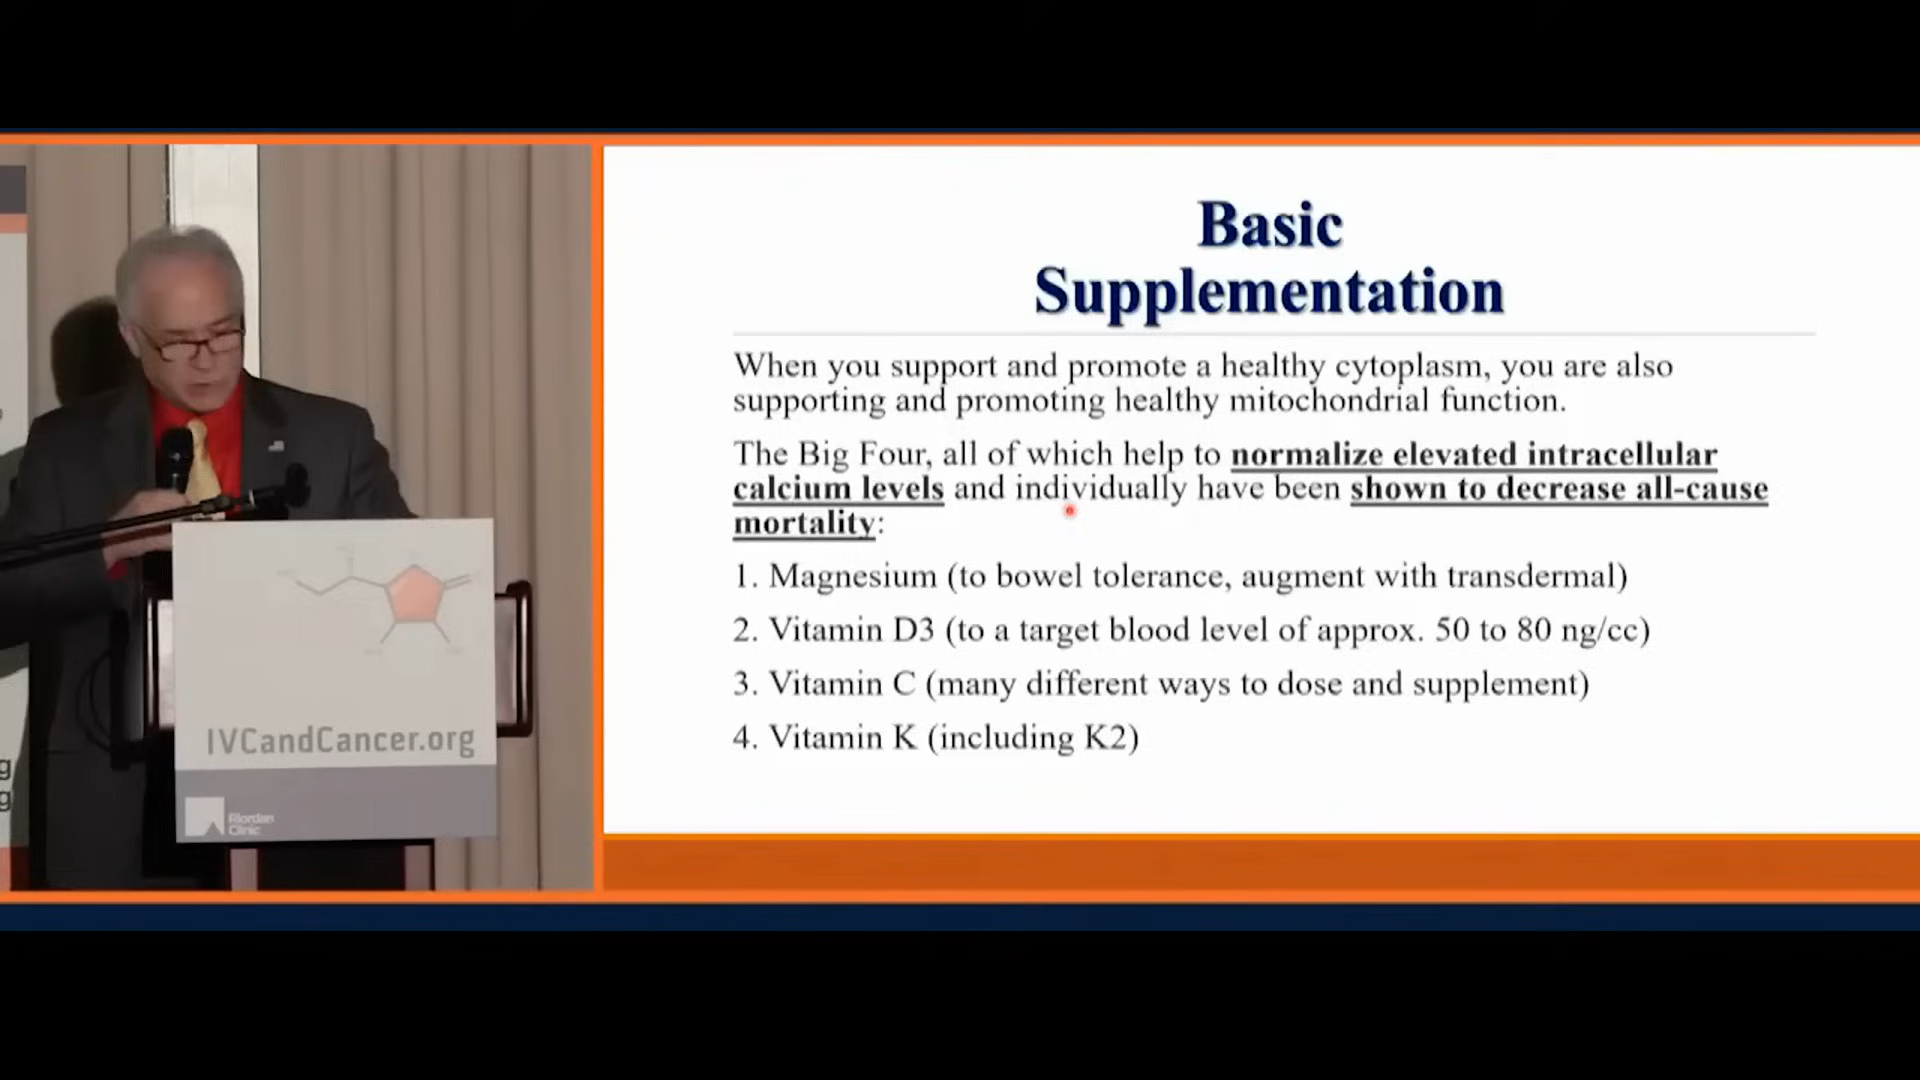 Basic
Supplementation
When you support and promote a healthy cytoplasm, you are also
supporting and promoting healthy mitochondrial function.
The Big Four, all of which help to normalize elevated intracellular
calcium levels and individually have been shown to decrease all-cause
mortality:
1. Magnesium (to bowel tolerance, augment with transdermal)
2. Vitamin D3 (to a target blood level of approx. 50 to 80 ng/cc)
3. Vitamin C (many different ways to dose and supplement)
4. Vitamin K (including K2)
IVCandCancer.org
Riordan
Clinic
g
g